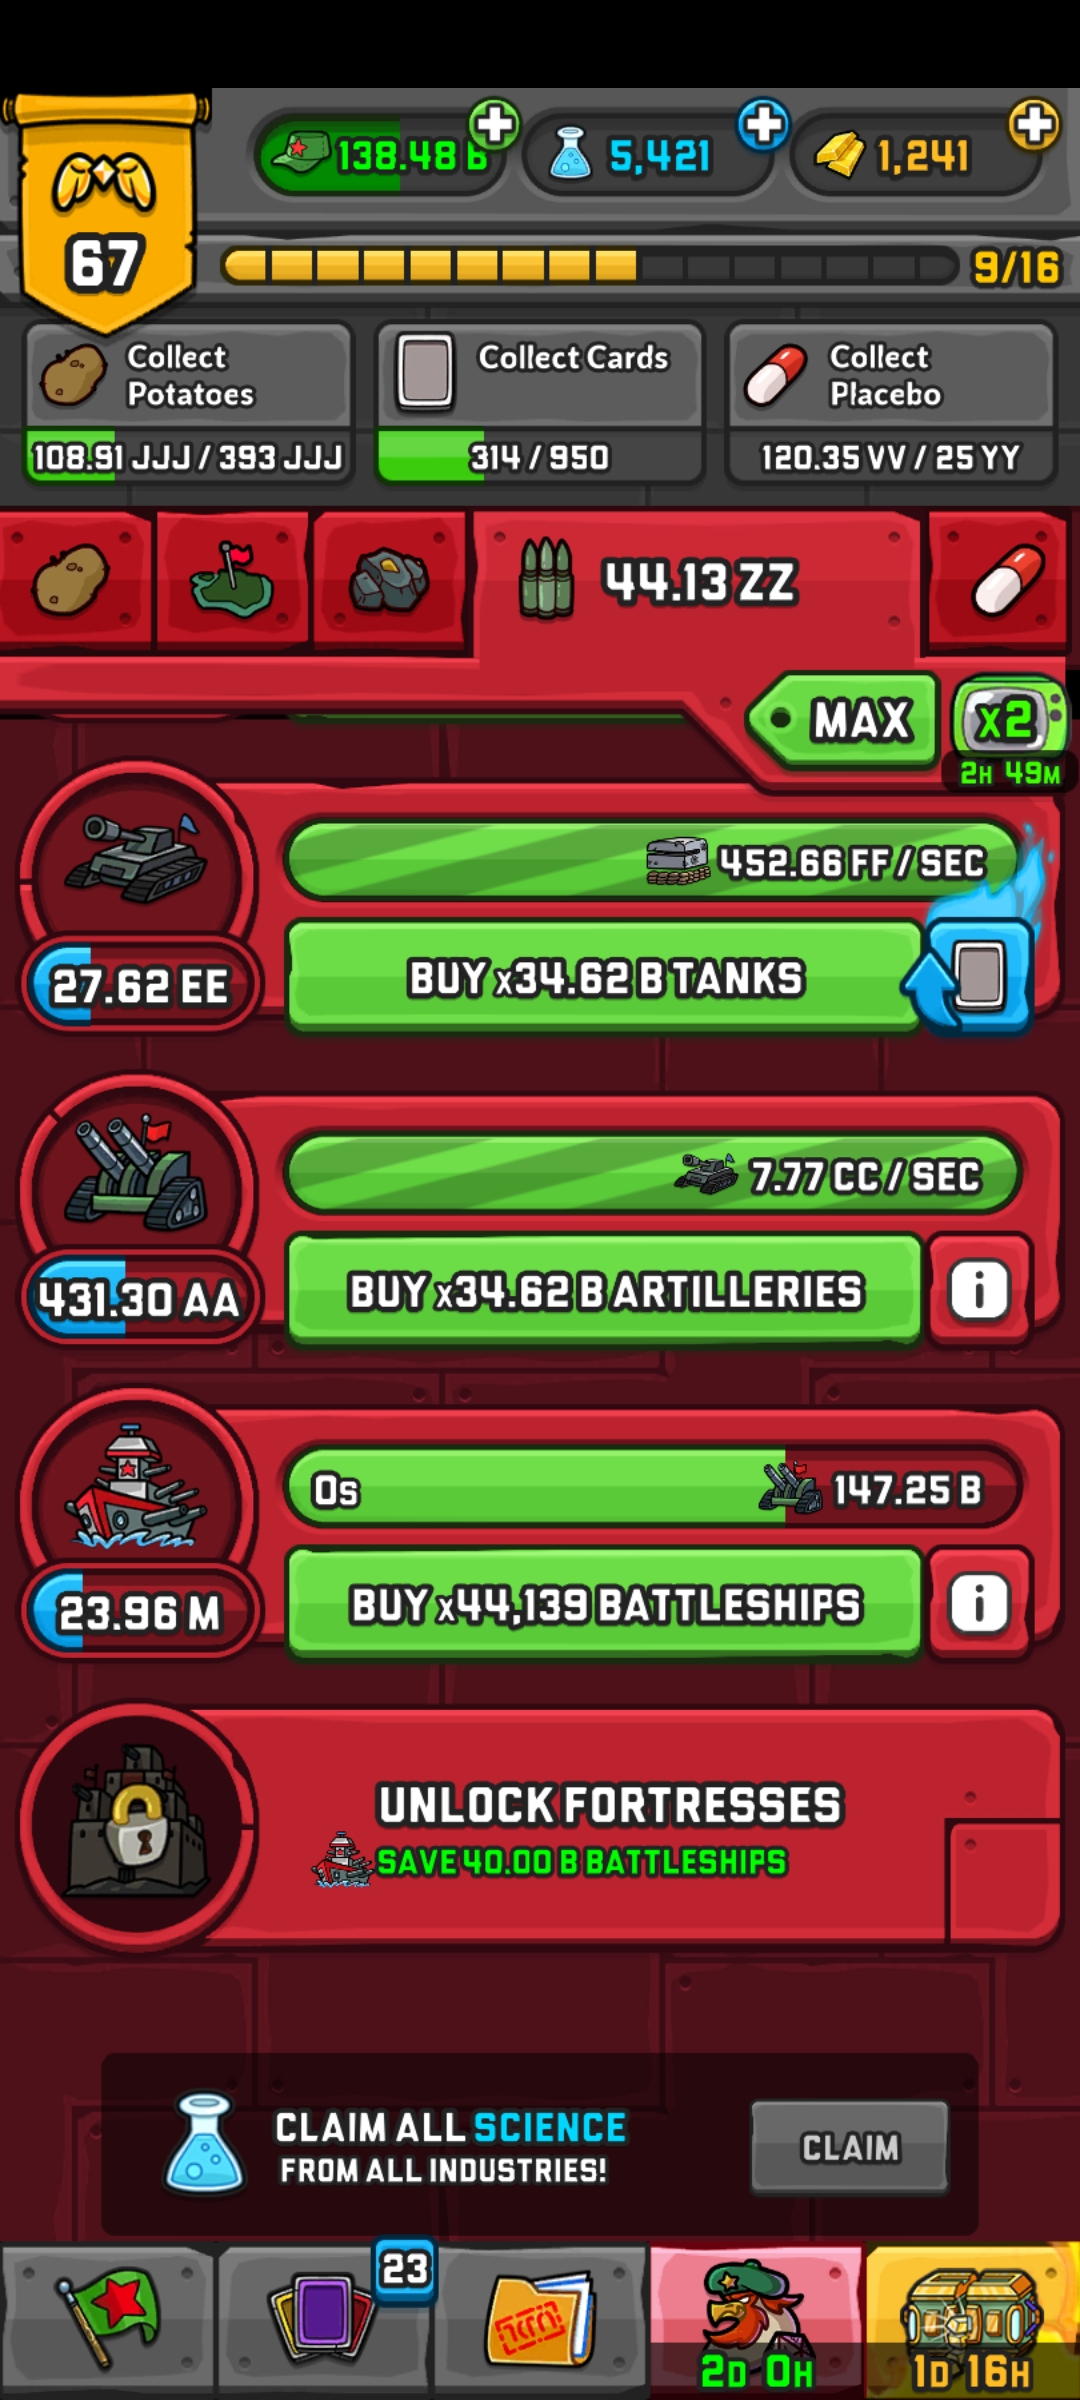 67
138.48 B
5,421
1,241
9/16
Collect Potatoes
108.91 JJJ / 393 JJJ
Collect Cards
314 / 950
Collect Placebo
120.35 VV / 25 YY
44.13 ZZ
MAX
x2
2H 49M
452.66 FF / SEC
27.62 EE
BUY x34.62 B TANKS
7.77 CC / SEC
431.30 AA
BUY x34.62 B ARTILLERIES
i
0s
147.25 B
23.96 M
BUY x44,139 BATTLESHIPS
i
UNLOCK FORTRESSES
SAVE 40.00 B BATTLESHIPS
CLAIM ALL SCIENCE
FROM ALL INDUSTRIES!
CLAIM
23
2D 0H
1D 16H